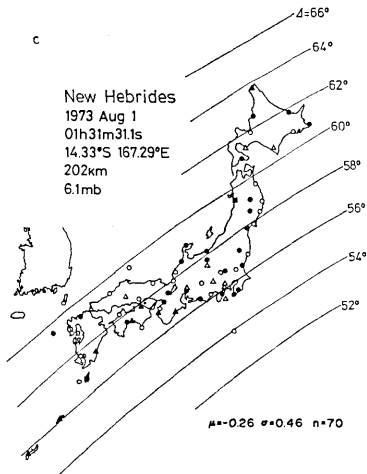 c
Δ=66°
64°
62°
60°
58°
56°
54°
52°
New Hebrides
1973 Aug 1
01h31m31.1s
14.33°S 167.29°E
202km
6.1mb
μ=-0.26 σ=0.46 n=70